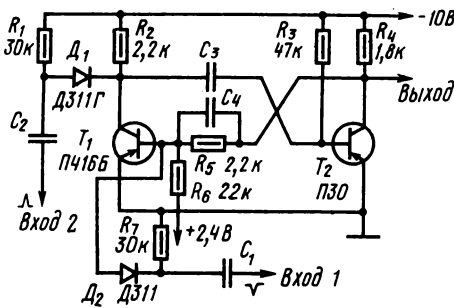 R1
30к
R2
2,2к
R3
47к
R4
1,8к
-10В
Д1
Д311Г
C3
Выход
C2
C4
T1
П416Б
R5 2,2к
T2
П30
R6 22к
Вход 2
+2,4В
R7
30к
C1
Вход 1
Д2
Д311